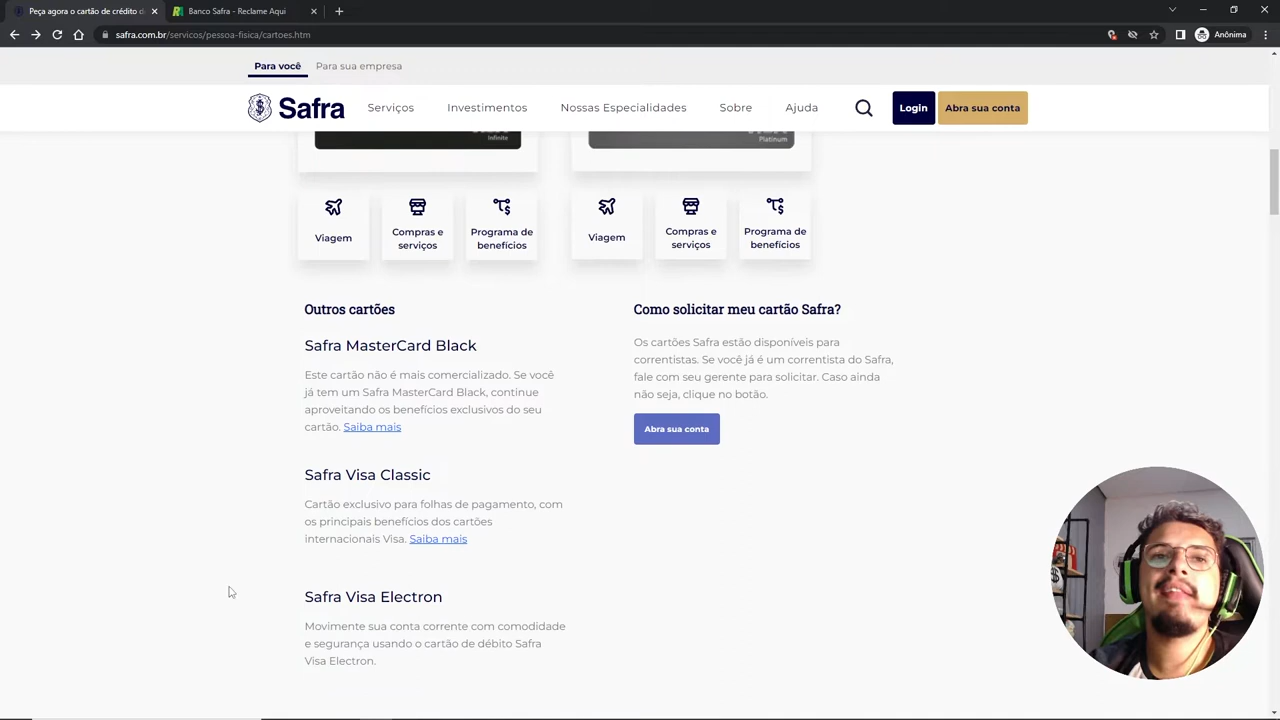 Peça agora o cartão de crédito d
Banco Safra - Reclame Aqui
safra.com.br/servicos/pessoa-fisica/cartoes.htm
Anônima
Para você
Para sua empresa
Safra
Serviços
Investimentos
Nossas Especialidades
Sobre
Ajuda
Login
Abra sua conta
Infinite
Platinum
Viagem
Compras e
serviços
Programa de
benefícios
Viagem
Compras e
serviços
Programa de
benefícios
Outros cartões
Safra MasterCard Black
Este cartão não é mais comercializado. Se você
já tem um Safra MasterCard Black, continue
aproveitando os benefícios exclusivos do seu
cartão. Saiba mais
Safra Visa Classic
Cartão exclusivo para folhas de pagamento, com
os principais benefícios dos cartões
internacionais Visa. Saiba mais
Safra Visa Electron
Movimente sua conta corrente com comodidade
e segurança usando o cartão de débito Safra
Visa Electron.
Como solicitar meu cartão Safra?
Os cartões Safra estão disponíveis para
correntistas. Se você já é um correntista do Safra,
fale com seu gerente para solicitar. Caso ainda
não seja, clique no botão.
Abra sua conta